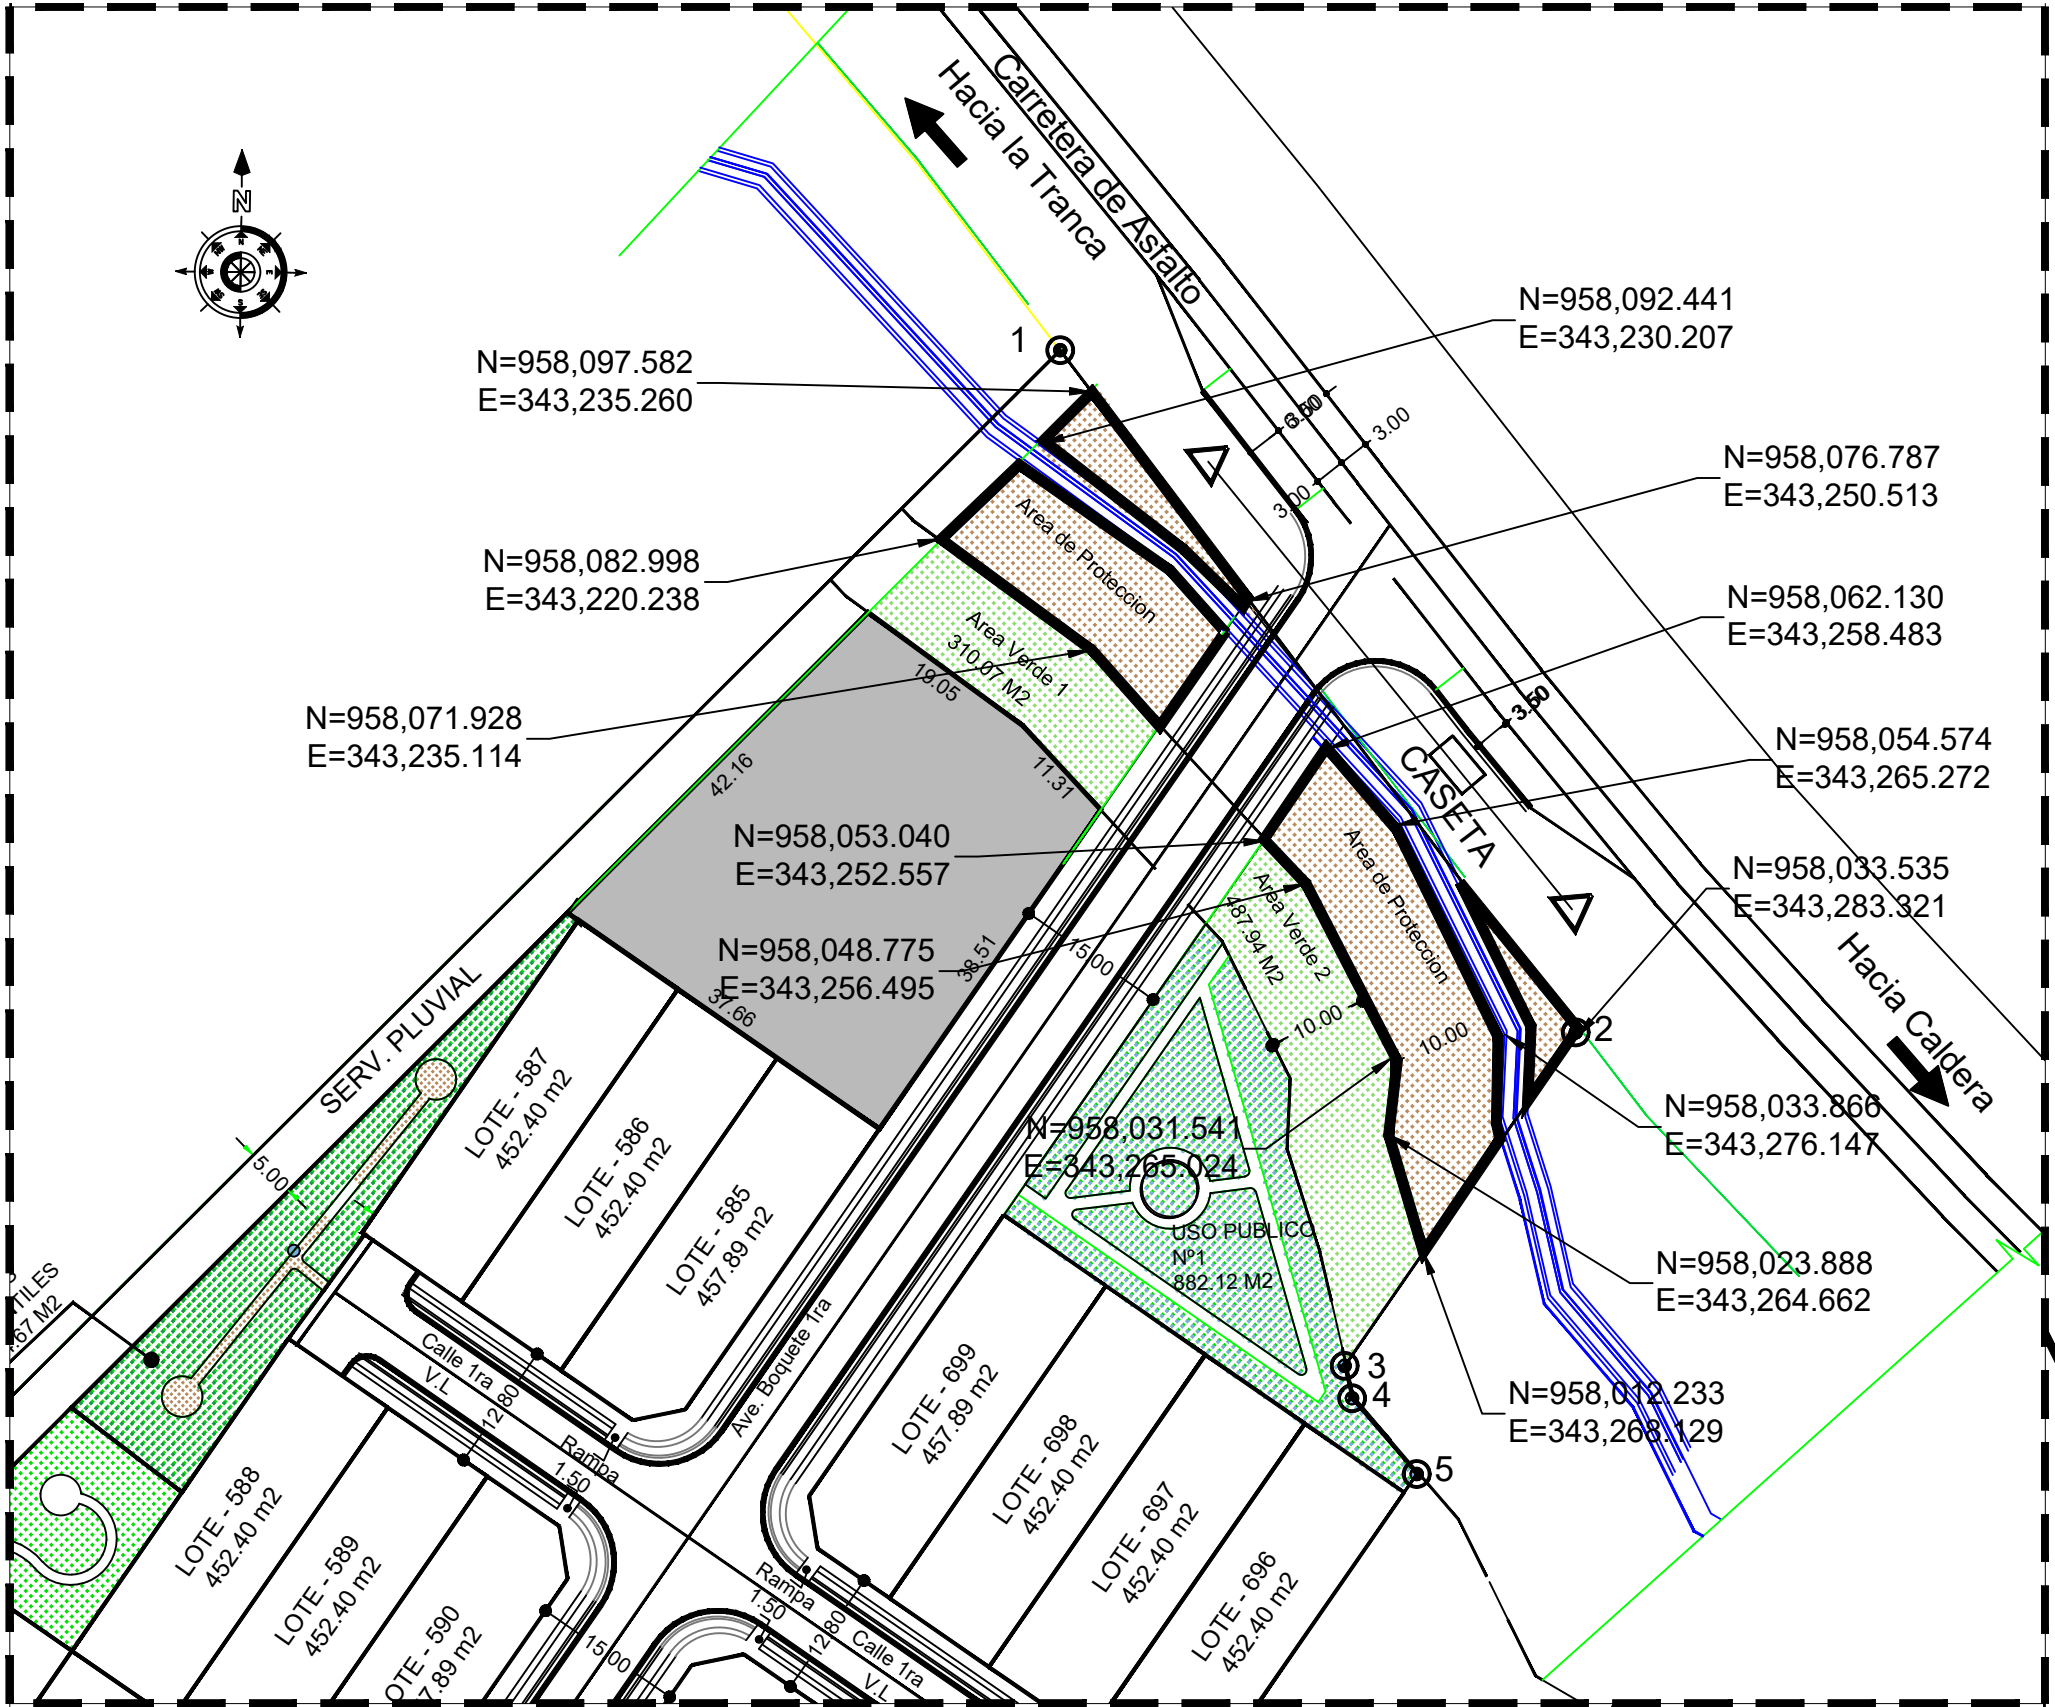 Carretera de Asfalto
Hacia la Tranca
N
N=958,092.441
E=343,230.207
1
N=958,097.582
E=343,235.260
3.00
3.00
N=958,076.787
E=343,250.513
Area de Proteccion
N=958,082.998
E=343,220.238
N=958,062.130
E=343,258.483
Area Verde 1
310.07 M2
19.05
N=958,071.928
E=343,235.114
11.31
42.16
N=958,054.574
E=343,265.272
CASETA
N=958,053.040
E=343,252.557
Area de Proteccion
N=958,033.535
E=343,283.321
Area Verde 2
487.94 M2
N=958,048.775
E=343,256.495
38.51
37.66
15.00
10.00
10.00
2
Hacia Caldera
SERV. PLUVIAL
5.00
LOTE - 587
452.40 m2
LOTE - 586
452.40 m2
LOTE - 585
457.89 m2
N=958,031.541
E=343,265.024
N=958,033.866
E=343,276.147
USO PUBLICO
Nº1
882.12 M2
N=958,023.888
E=343,264.662
TILES
.67 M2
Calle 1ra
V.L
12.80
Rampa
1.50
Ave. Boquete 1ra
3
4
5
N=958,012.233
E=343,268.129
LOTE - 699
457.89 m2
LOTE - 698
452.40 m2
LOTE - 697
452.40 m2
LOTE - 696
452.40 m2
LOTE - 588
452.40 m2
LOTE - 589
452.40 m2
OTE - 590
7.89 m2
15.00
Rampa
1.50
12.80
Calle 1ra
V.L